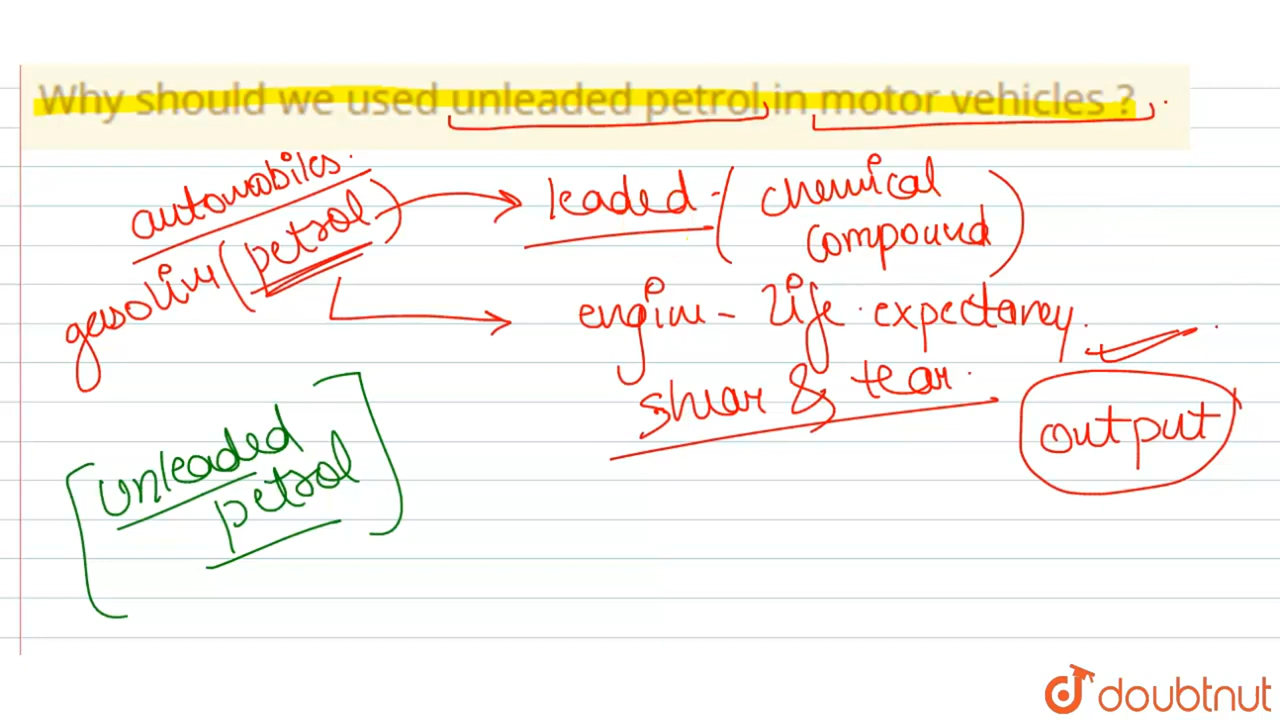 Why should we used unleaded petrol in motor vehicles ?
automobiles.
gasoline (petrol)
leaded - (chemical
compound)
engine - life . expectancy.
shear & tear.
output
[unleaded
petrol]
doubtnut